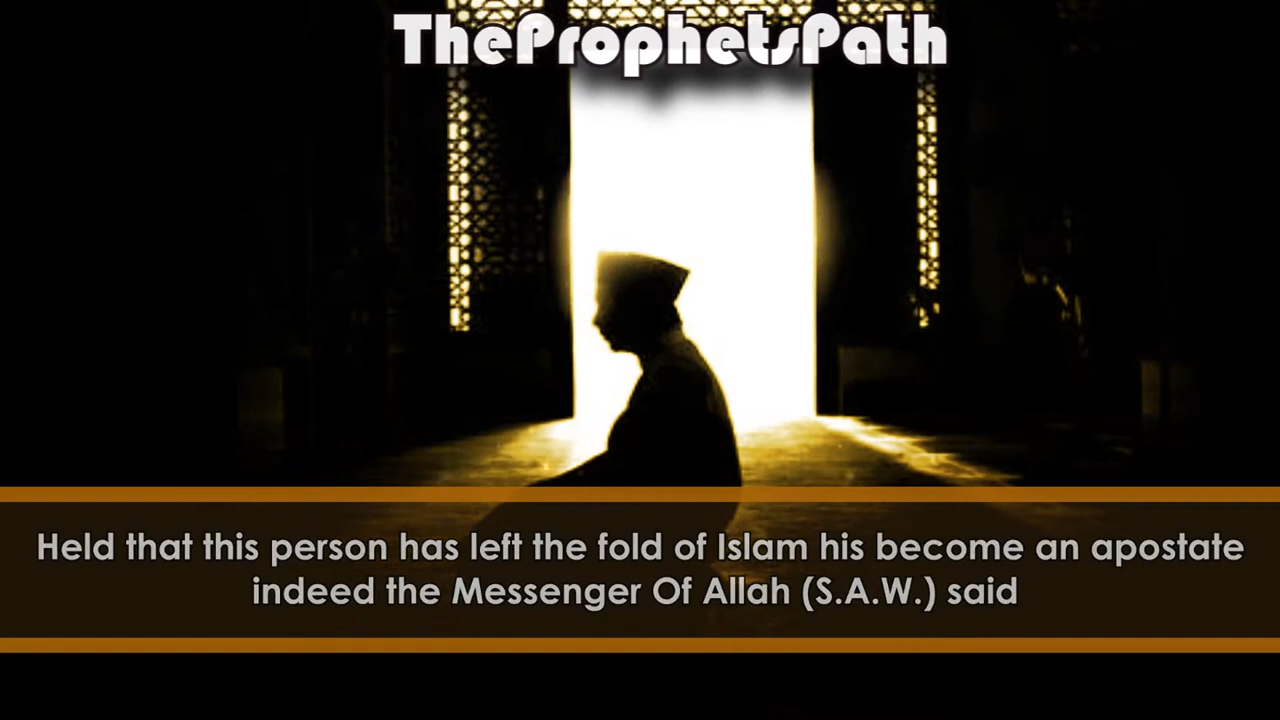 TheProphetsPath
Held that this person has left the fold of Islam his become an apostate
indeed the Messenger Of Allah (S.A.W.) said